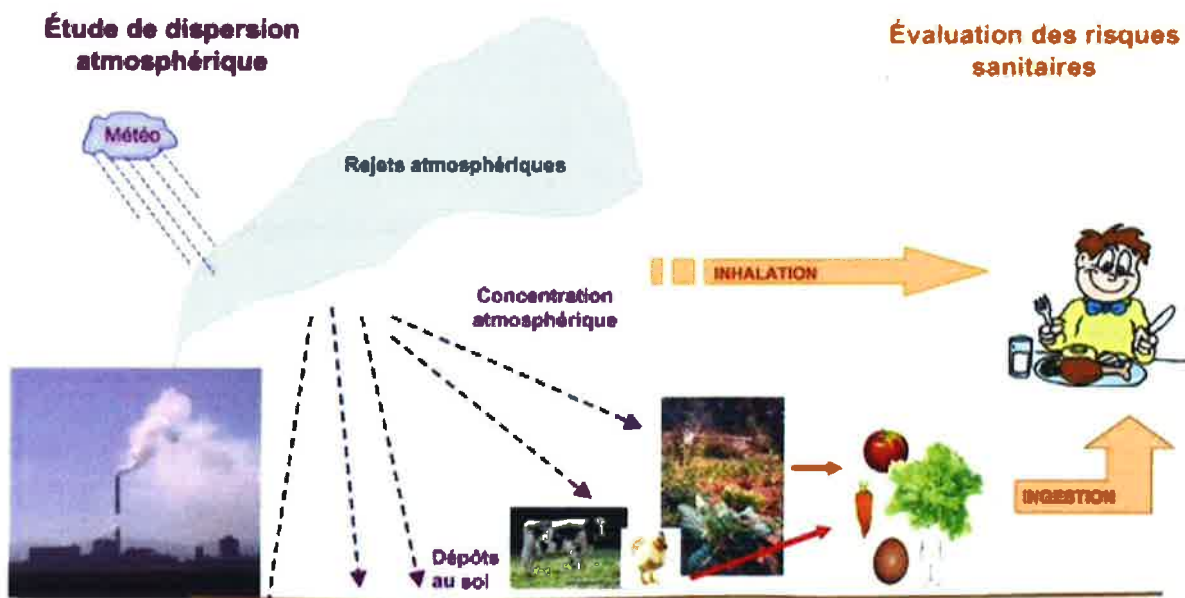 Étude de dispersion
atmosphérique
Évaluation des risques
sanitaires
Météo
Rejets atmosphériques
INHALATION
Concentration
atmosphérique
INGESTION
Dépôts
au sol